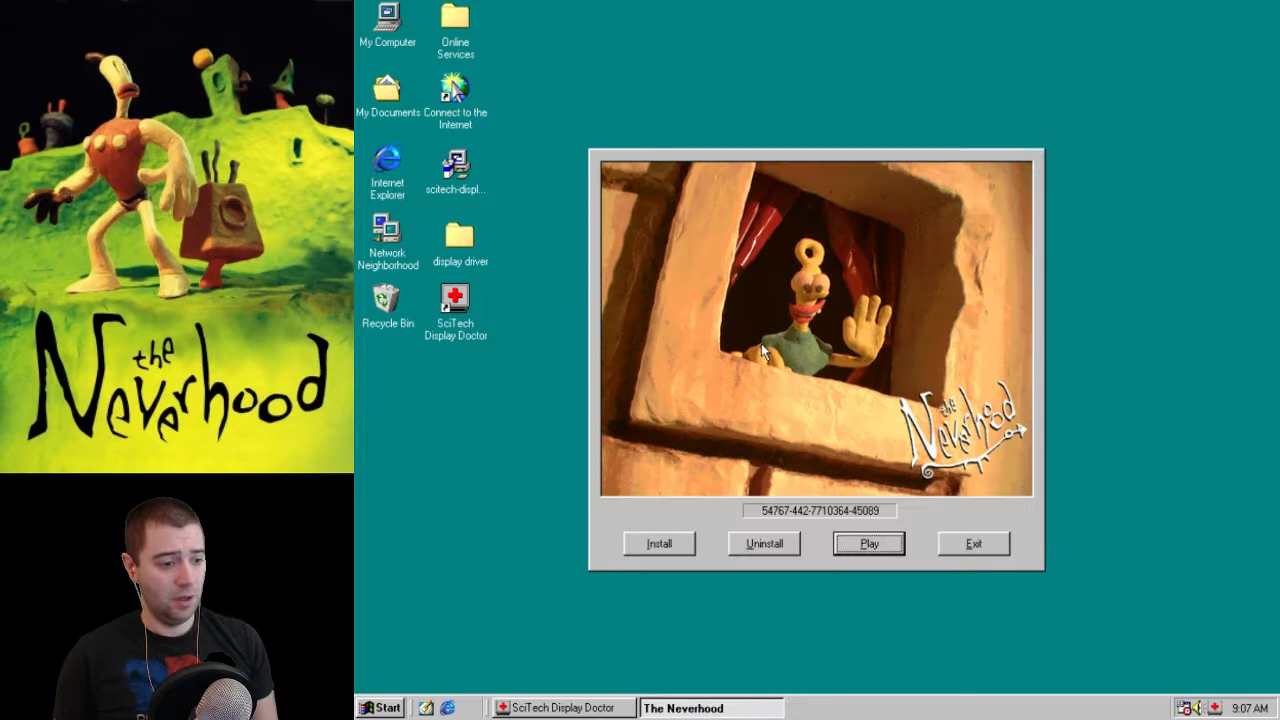 the
Neverhood
My Computer
Online
Services
My Documents
Connect to the
Internet
Internet
Explorer
scitech-displ...
Network
Neighborhood
display driver
Recycle Bin
SciTech
Display Doctor
the
Neverhood
54767-442-7710364-45089
Install
Uninstall
Play
Exit
Start
SciTech Display Doctor
The Neverhood
9:07 AM